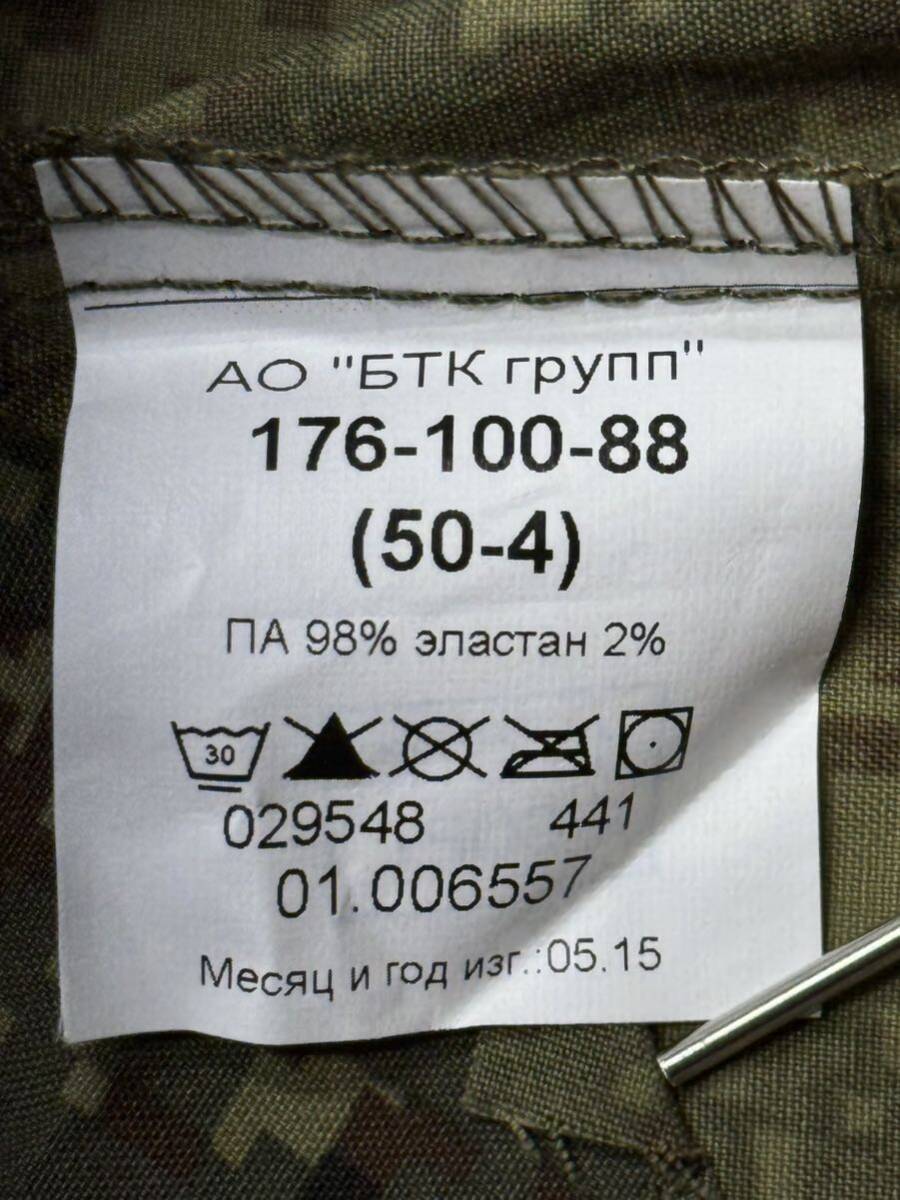 АО "БТК групп"
176-100-88
(50-4)
ПА 98% эластан 2%
30
029548 441
01.006557
Месяц и год изг.:05.15